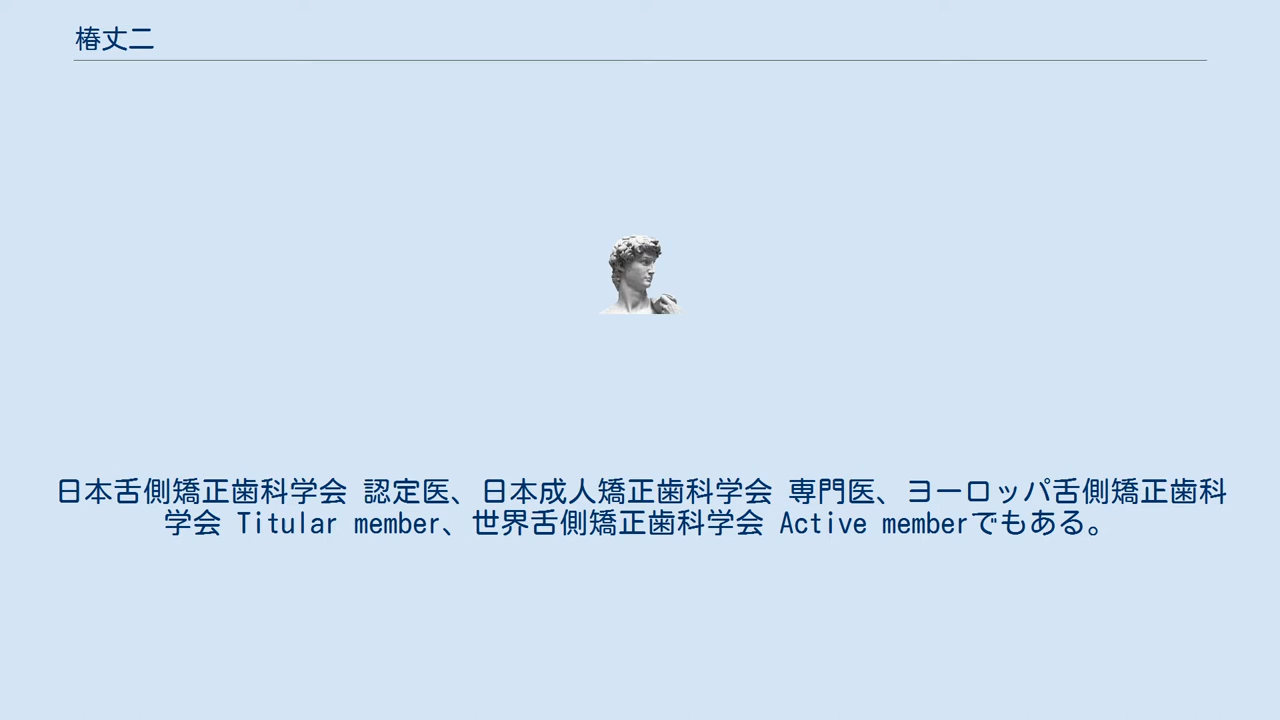 椿丈二
日本舌側矯正歯科学会 認定医、日本成人矯正歯科学会 専門医、ヨーロッパ舌側矯正歯科
学会 Titular member、世界舌側矯正歯科学会 Active memberでもある。